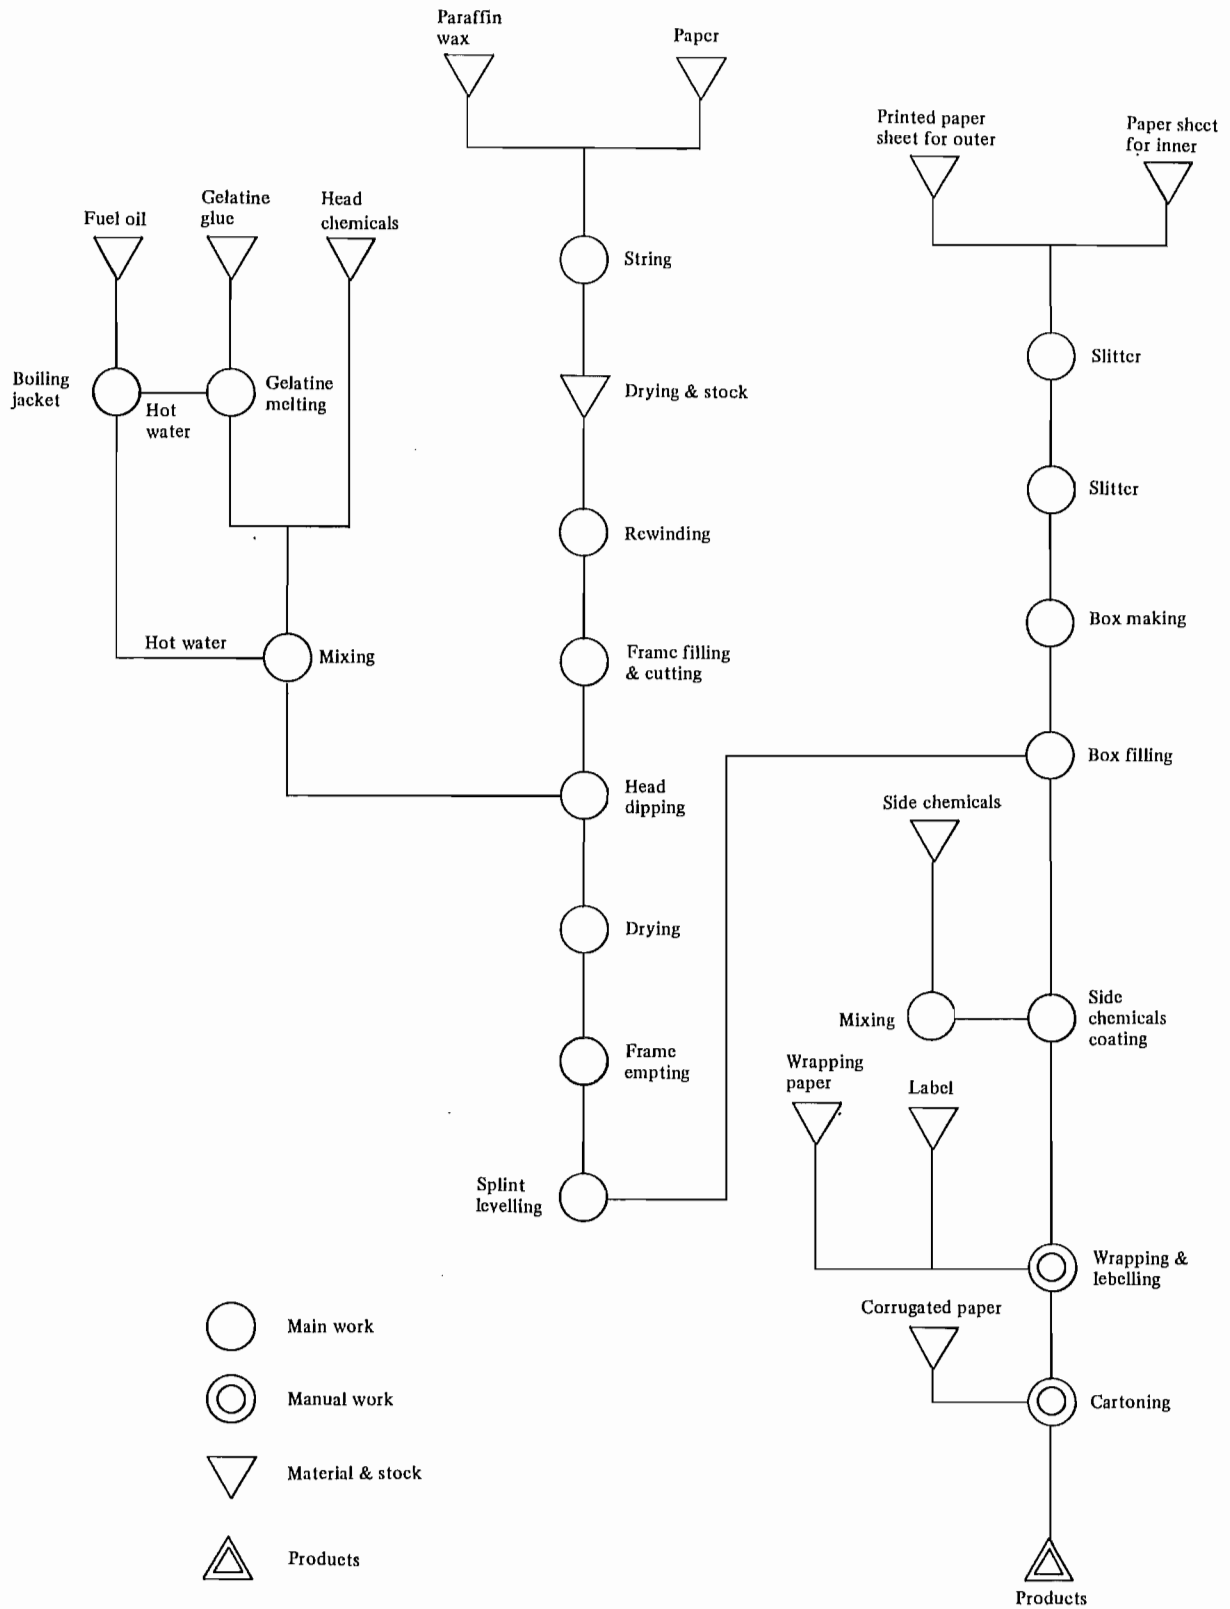 Paraffin
wax
Paper
Printed paper
sheet for outer
Paper sheet
for inner
Fuel oil
Gelatine
glue
Head
chemicals
String
Slitter
Boiling
jacket
Hot
water
Gelatine
melting
Drying & stock
Slitter
Rewinding
Box making
Hot water
Mixing
Frame filling
& cutting
Box filling
Head
dipping
Side chemicals
Drying
Mixing
Side
chemicals
coating
Frame
empting
Wrapping
paper
Label
Splint
levelling
Wrapping &
lebelling
Corrugated paper
Main work
Manual work
Cartoning
Material & stock
Products
Products